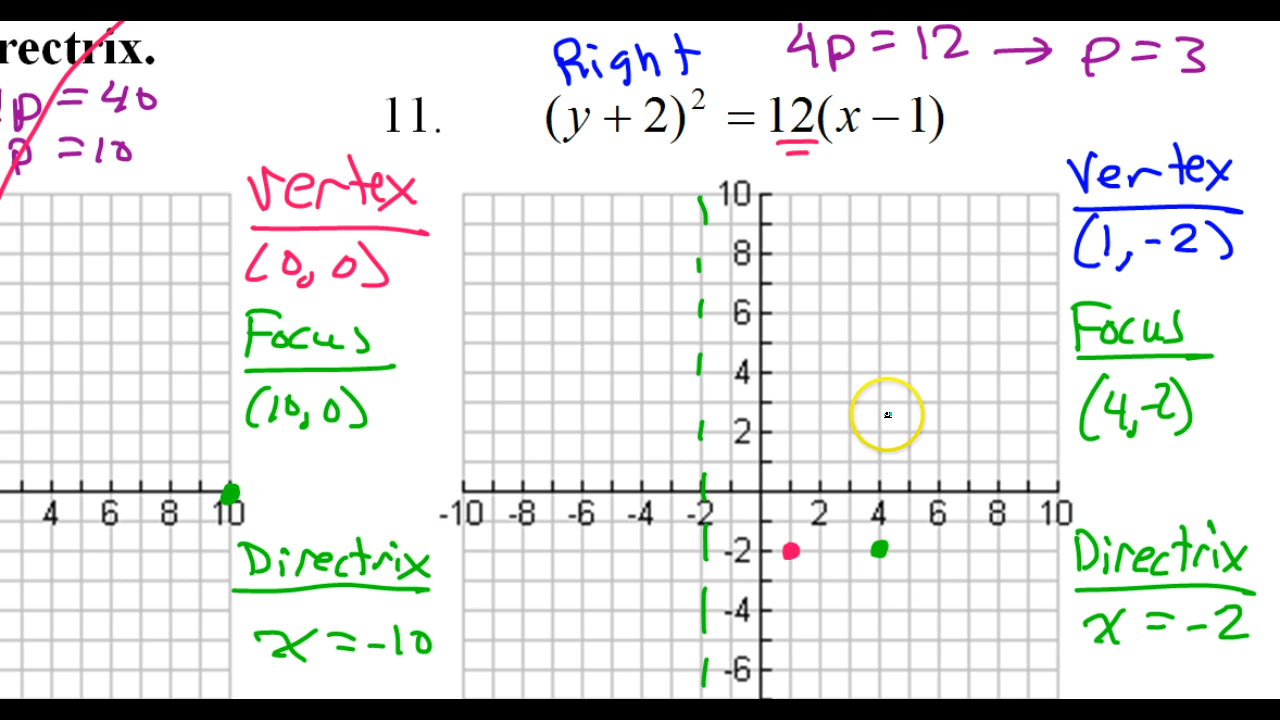 rectrix.
4p = 40
p = 10
Vertex
(0, 0)
Focus
(10, 0)
4 6 8 10
Directrix
x = -10
Right
4p = 12 → p = 3
11. (y + 2)² = 12(x − 1)
10
8
6
4
2
-10 -8 -6 -4 -2 2 4 6 8 10
-2
-4
-6
Vertex
(1, -2)
Focus
(4, -2)
Directrix
x = -2